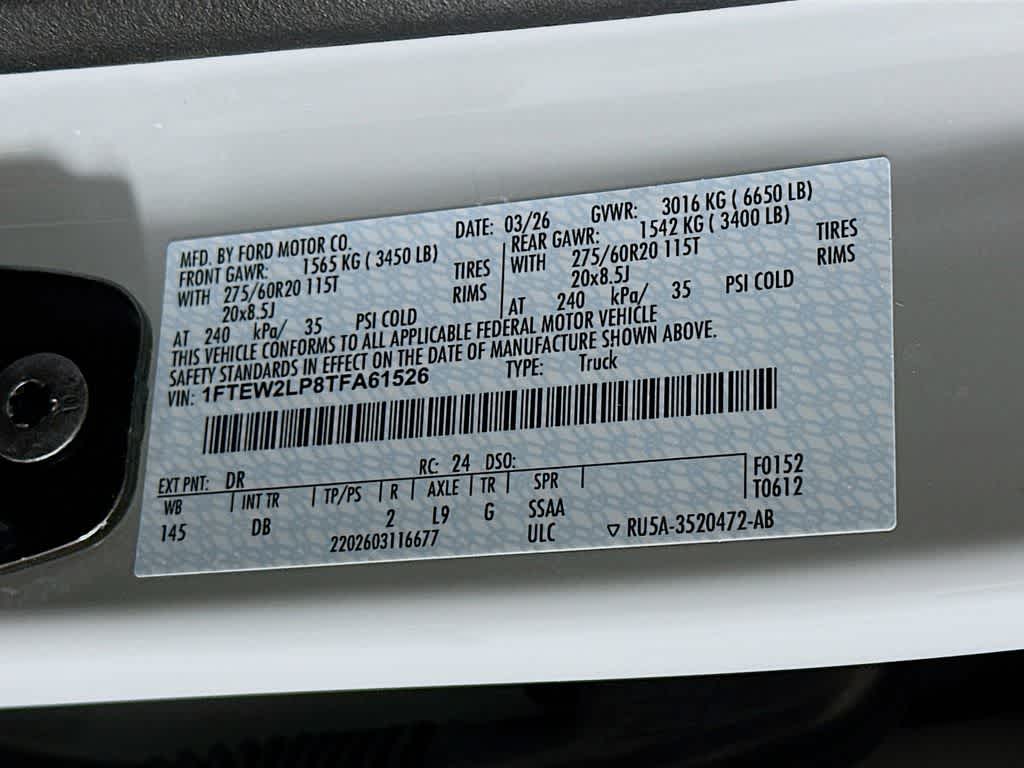 MFD. BY FORD MOTOR CO. DATE: 03/26 GVWR: 3016 KG ( 6650 LB)
FRONT GAWR: 1565 KG ( 3450 LB) REAR GAWR: 1542 KG ( 3400 LB)
WITH 275/60R20 115T TIRES WITH 275/60R20 115T TIRES
20x8.5J RIMS 20x8.5J RIMS
AT 240 kPa/ 35 PSI COLD AT 240 kPa/ 35 PSI COLD
THIS VEHICLE CONFORMS TO ALL APPLICABLE FEDERAL MOTOR VEHICLE
SAFETY STANDARDS IN EFFECT ON THE DATE OF MANUFACTURE SHOWN ABOVE.
VIN: 1FTEW2LP8TFA61526 TYPE: Truck
EXT PNT: DR RC: 24 DSO: F0152
WB INT TR TP/PS R AXLE TR SPR T0612
145 DB 2 L9 G SSAA
2202603116677 ULC ▽ RU5A-3520472-AB